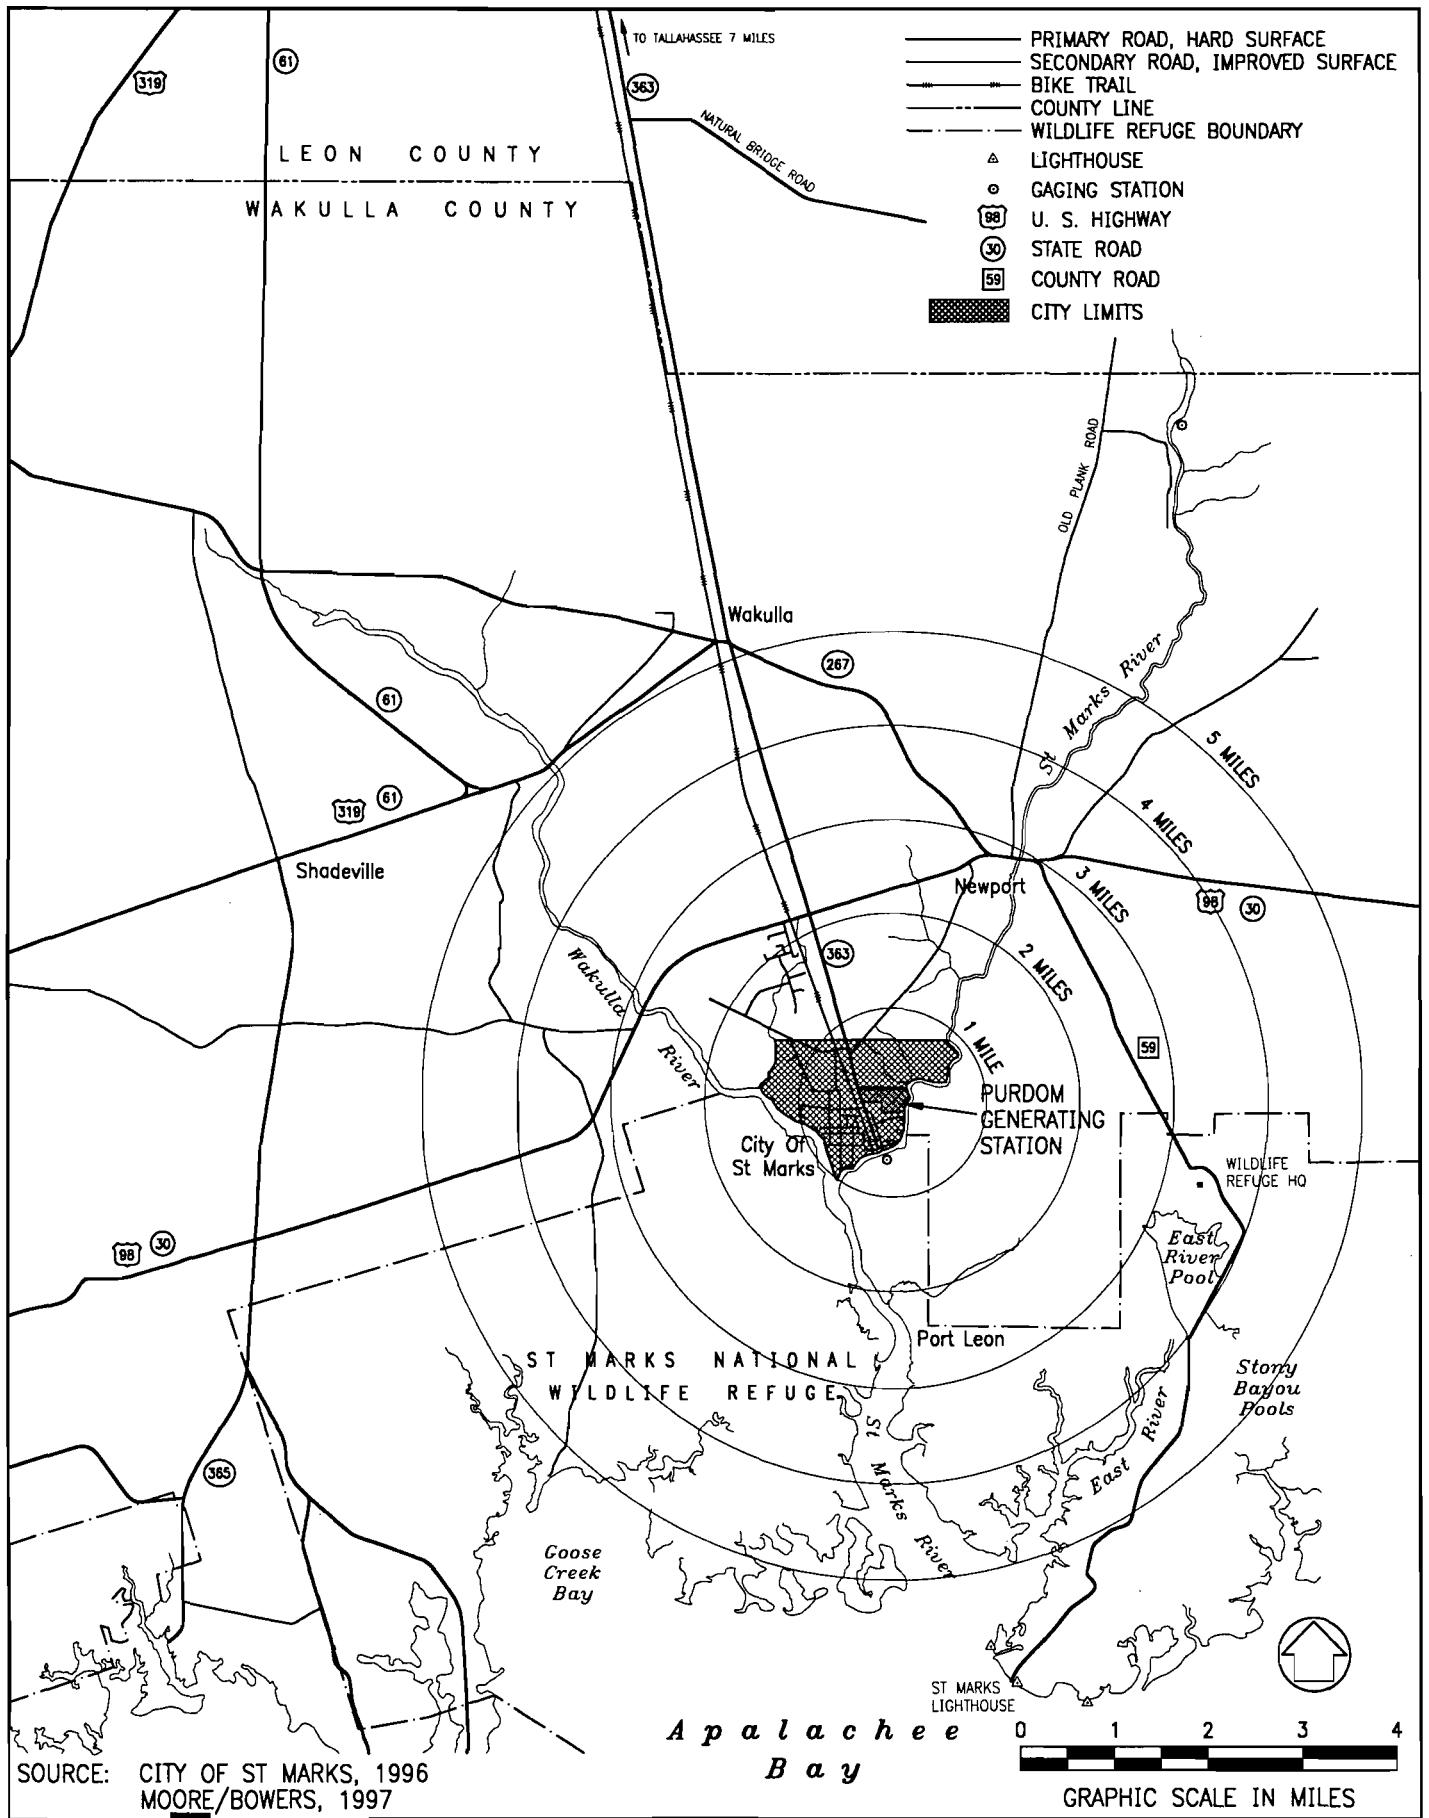 TO TALLAHASSEE 7 MILES
61
319
363
NATURAL BRIDGE ROAD
LEON COUNTY
WAKULLA COUNTY
PRIMARY ROAD, HARD SURFACE
SECONDARY ROAD, IMPROVED SURFACE
BIKE TRAIL
COUNTY LINE
WILDLIFE REFUGE BOUNDARY
LIGHTHOUSE
GAGING STATION
98 U. S. HIGHWAY
30 STATE ROAD
59 COUNTY ROAD
CITY LIMITS
OLD PLANK ROAD
Wakulla
267
St Marks River
61
319
61
Shadeville
5 MILES
4 MILES
3 MILES
2 MILES
1 MILE
Newport
98
30
363
Wakulla River
59
PURDOM
GENERATING
STATION
City Of
St Marks
WILDLIFE
REFUGE HQ
98
30
East
River
Pool
Port Leon
ST MARKS NATIONAL
WILDLIFE REFUGE
Stony
Bayou
Pools
St Marks River
East River
365
Goose
Creek
Bay
ST MARKS
LIGHTHOUSE
Apalachee
Bay
0 1 2 3 4
GRAPHIC SCALE IN MILES
SOURCE: CITY OF ST MARKS, 1996
MOORE/BOWERS, 1997